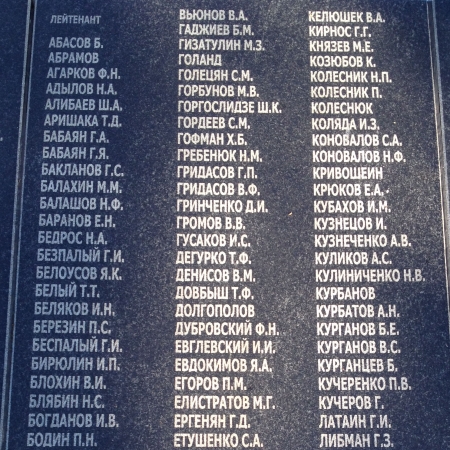 ЛЕЙТЕНАНТ
АБАСОВ Б.
АБРАМОВ
АГАРКОВ Ф.Н.
АДЫЛОВ Н.А.
АЛИБАЕВ Ш.А.
АРИШАКА Т.Д.
БАБАЯН Г.А.
БАБАЯН Г.Я.
БАКЛАНОВ Г.С.
БАЛАХИН М.М.
БАЛАШОВ Н.Ф.
БАРАНОВ Е.Н.
БЕДРОС Н.А.
БЕЗПАЛЫЙ Г.И.
БЕЛОУСОВ Я.К.
БЕЛЫЙ Т.Т.
БЕЛЯКОВ И.Н.
БЕРЕЗИН П.С.
БЕСПАЛЫЙ Г.И.
БИРЮЛИН И.П.
БЛОХИН В.И.
БЛЯБИН Н.С.
БОГДАНОВ И.В.
БОДИН П.Н.
ВЬЮНОВ В.А.
ГАДЖИЕВ Б.М.
ГИЗАТУЛИН М.З.
ГОЛАНД
ГОЛЕЦЯН С.М.
ГОРБУНОВ М.В.
ГОРГОСЛИДЗЕ Ш.К.
ГОРДЕЕВ С.М.
ГОФМАН Х.Б.
ГРЕБЕНЮК Н.М.
ГРИДАСОВ Г.П.
ГРИДАСОВ В.Ф.
ГРИНЧЕНКО Д.И.
ГРОМОВ В.В.
ГУСАКОВ И.С.
ДЕГУРКО Т.Ф.
ДЕНИСОВ В.М.
ДОВБЫШ Т.Ф.
ДОЛГОПОЛОВ
ДУБРОВСКИЙ Ф.Н.
ЕВГЛЕВСКИЙ И.И.
ЕВДОКИМОВ Я.А.
ЕГОРОВ П.М.
ЕЛИСТРАТОВ М.Г.
ЕРГЕНЯН Г.Д.
ЕТУШЕНКО С.А.
КЕЛЮШЕК В.А.
КИРНОС Г.Г.
КНЯЗЕВ М.Е.
КОЗЮБОВ К.
КОЛЕСНИК Н.П.
КОЛЕСНИК П.
КОЛЕСНЮК
КОЛЯДА И.З.
КОНОВАЛОВ С.А.
КОНОВАЛОВ Н.Ф.
КРИВОШЕИН
КРЮКОВ Е.А.
КУБАХОВ И.М.
КУЗНЕЦОВ И.
КУЗНЕЧЕНКО А.В.
КУЛИКОВ А.С.
КУЛИНИЧЕНКО Н.В.
КУРБАНОВ
КУРБАТОВ А.Н.
КУРГАНОВ Б.Е.
КУРГАНОВ В.С.
КУРГАНЦЕВ Б.
КУЧЕРЕНКО П.В.
КУЧЕРОВ Г.
ЛАТАИН Г.И.
ЛИБМАН Г.З.